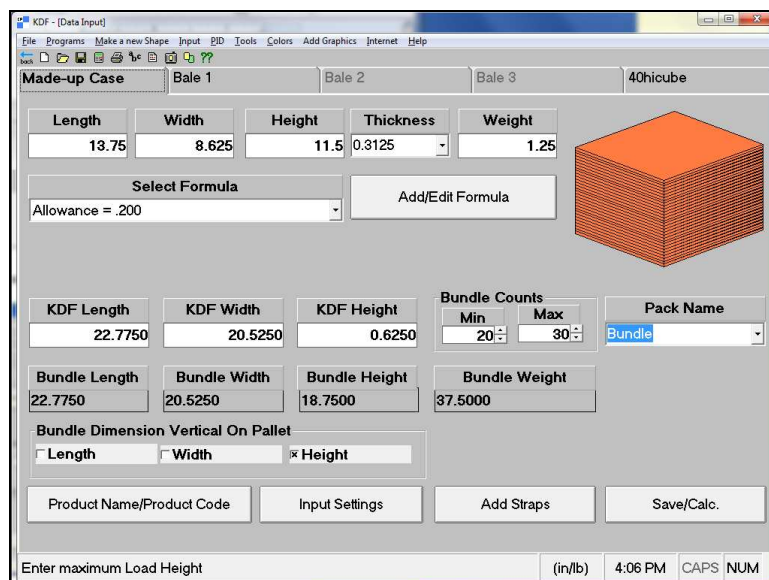 KDF - [Data Input]
File Programs Make a new Shape Input PID Tools Colors Add Graphics Internet Help
back abc ??
Made-up Case Bale 1 Bale 2 Bale 3 40hicube
Length Width Height Thickness Weight
13.75 8.625 11.5 0.3125 1.25
Select Formula
Allowance = .200
Add/Edit Formula
Bundle Counts
KDF Length KDF Width KDF Height Min Max Pack Name
22.7750 20.5250 0.6250 20 30 Bundle
Bundle Length Bundle Width Bundle Height Bundle Weight
22.7750 20.5250 18.7500 37.5000
Bundle Dimension Vertical On Pallet
Length Width Height
Product Name/Product Code Input Settings Add Straps Save/Calc.
Enter maximum Load Height (in/lb) 4:06 PM CAPS NUM